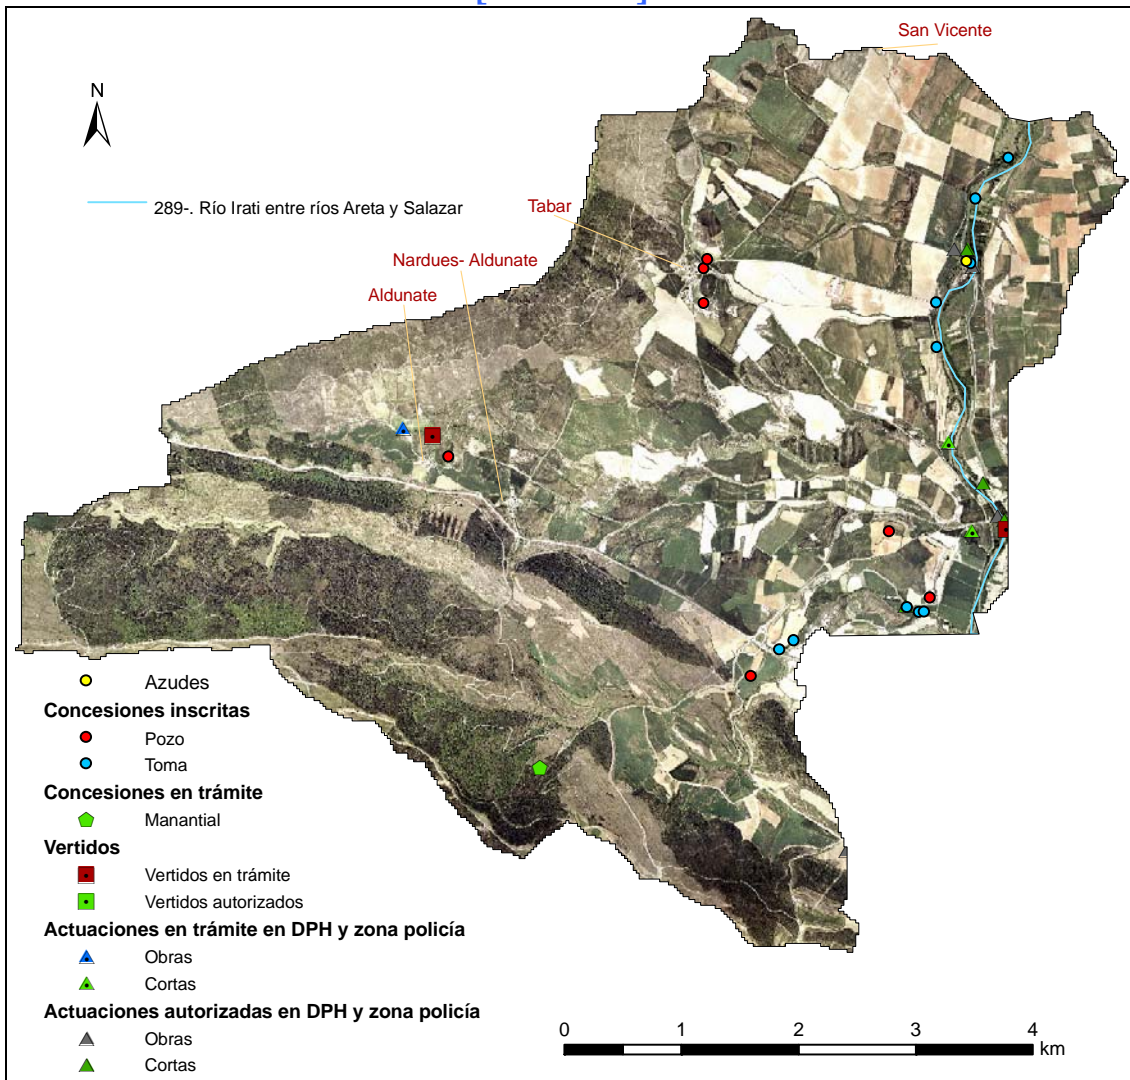 San Vicente
N
289-. Río Irati entre ríos Areta y Salazar
Tabar
Nardues- Aldunate
Aldunate
Azudes
Concesiones inscritas
Pozo
Toma
Concesiones en trámite
Manantial
Vertidos
Vertidos en trámite
Vertidos autorizados
Actuaciones en trámite en DPH y zona policía
Obras
Cortas
Actuaciones autorizadas en DPH y zona policía
Obras
Cortas
0 1 2 3 4
km